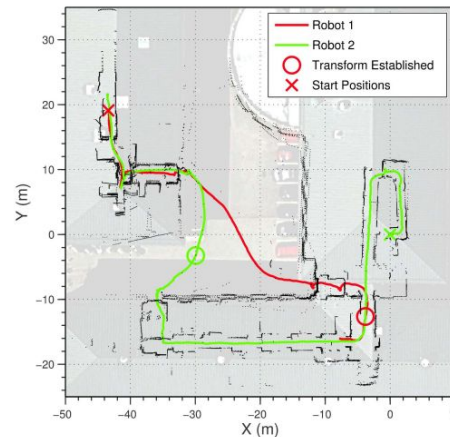 Robot 1
Robot 2
Transform Established
Start Positions
Y (m)
20
10
0
−10
−20
−50
−40
−30
−20
−10
0
X (m)